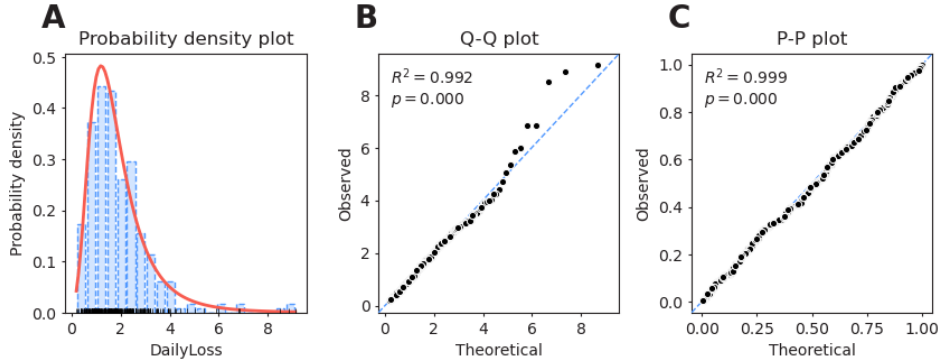 A
Probability density plot
0.5
0.4
0.3
0.2
0.1
0.0
Probability density
0 2 4 6 8
DailyLoss
B
Q-Q plot
R² = 0.992
p = 0.000
8
6
4
2
0
Observed
0 2 4 6 8
Theoretical
C
P-P plot
R² = 0.999
p = 0.000
1.0
0.8
0.6
0.4
0.2
0.0
Observed
0.00 0.25 0.50 0.75 1.00
Theoretical